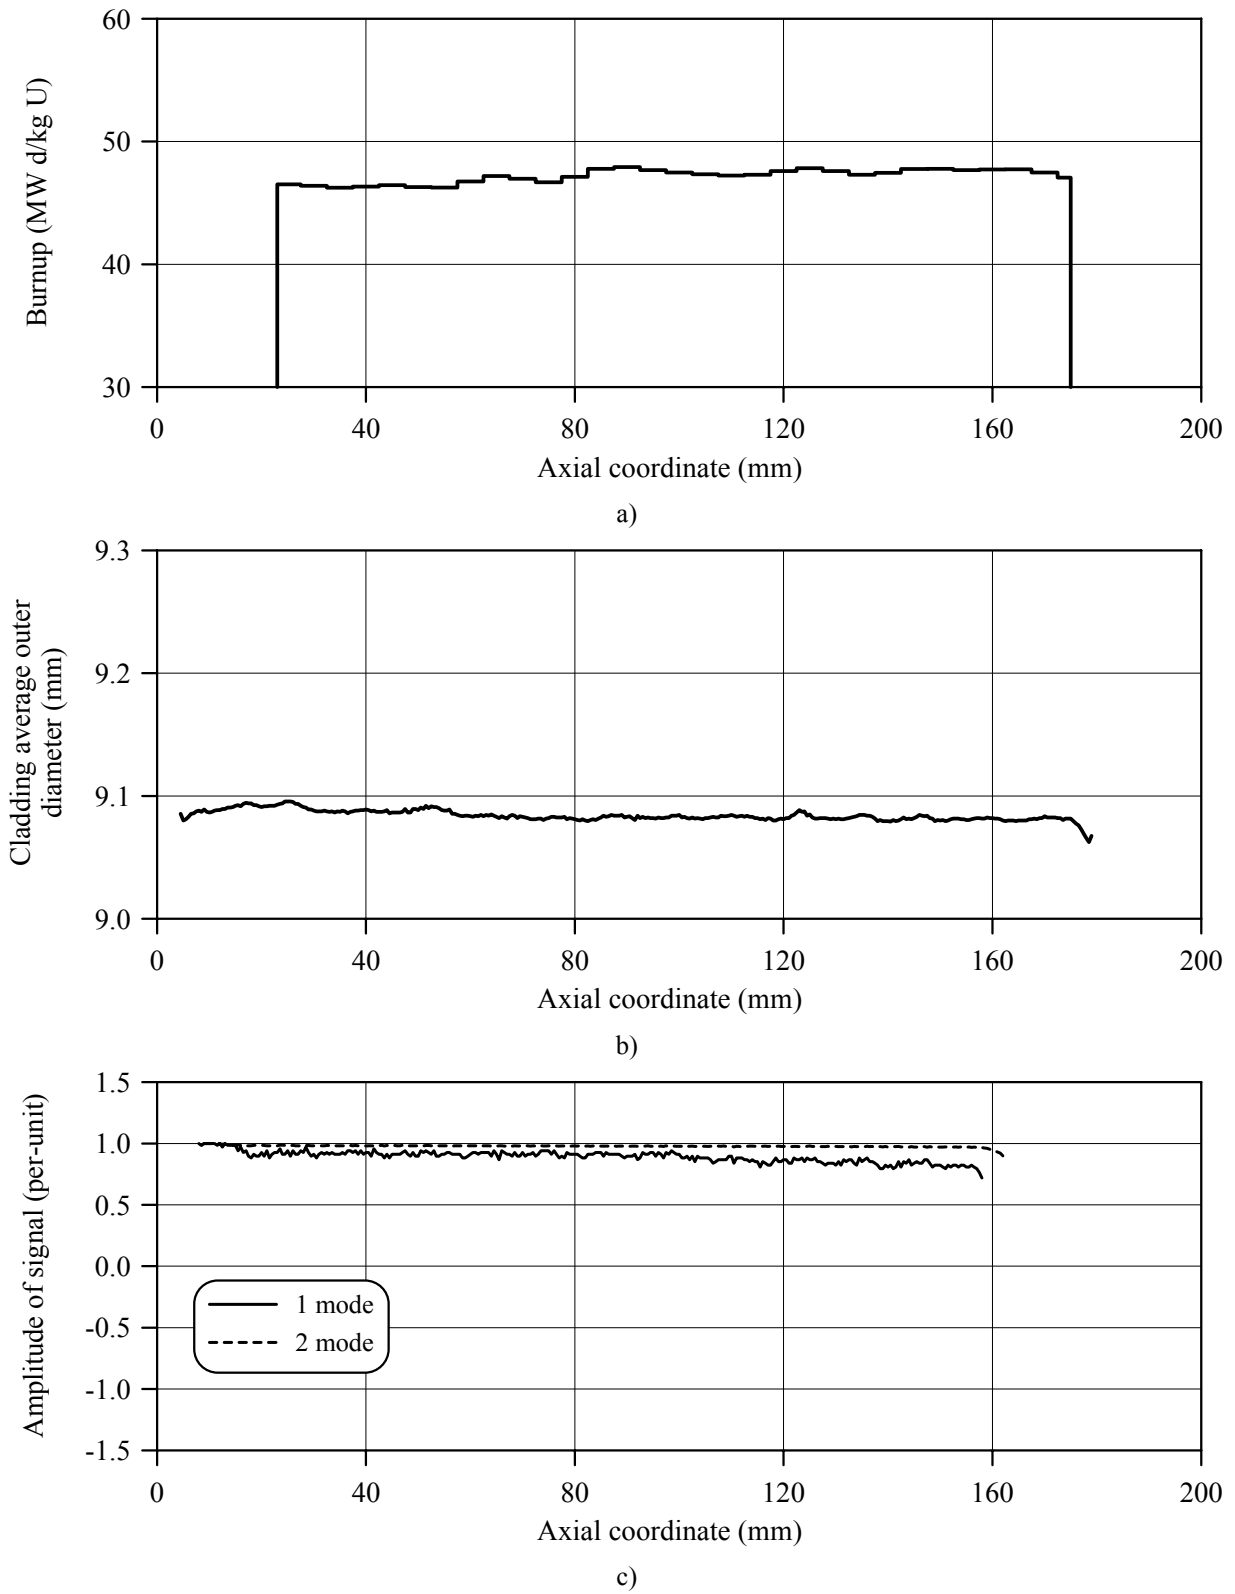 60
50
40
30
Burnup (MW d/kg U)
0 40 80 120 160 200
Axial coordinate (mm)
a)
9.3
9.2
9.1
9.0
Cladding average outer
diameter (mm)
0 40 80 120 160 200
Axial coordinate (mm)
b)
1.5
1.0
0.5
0.0
-0.5
-1.0
-1.5
Amplitude of signal (per-unit)
1 mode
2 mode
0 40 80 120 160 200
Axial coordinate (mm)
c)